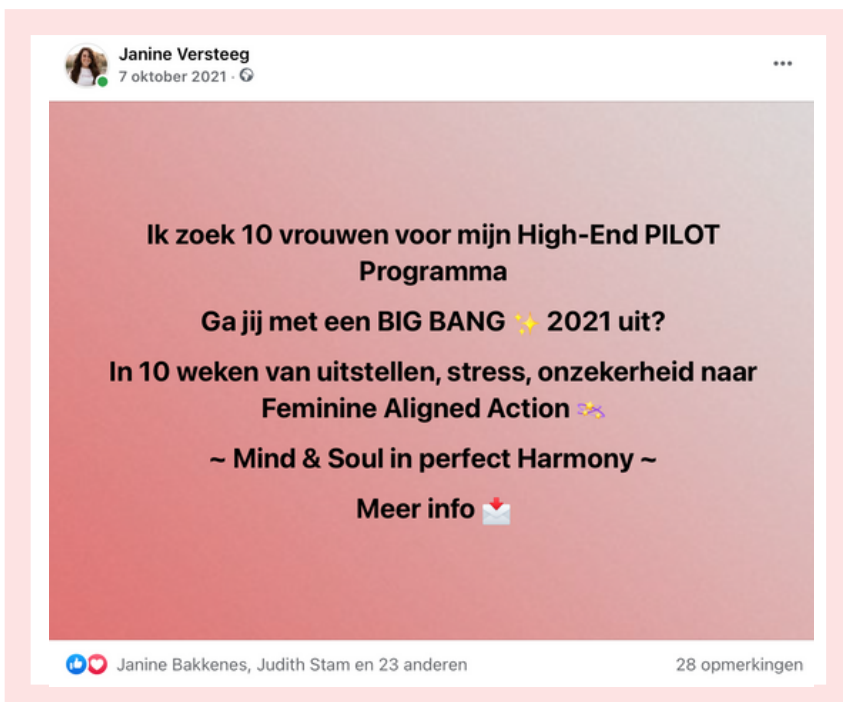 Janine Versteeg
7 oktober 2021 ·
Ik zoek 10 vrouwen voor mijn High-End PILOT
Programma
Ga jij met een BIG BANG ✨ 2021 uit?
In 10 weken van uitstellen, stress, onzekerheid naar
Feminine Aligned Action
~ Mind & Soul in perfect Harmony ~
Meer info 📩
Janine Bakkenes, Judith Stam en 23 anderen
28 opmerkingen